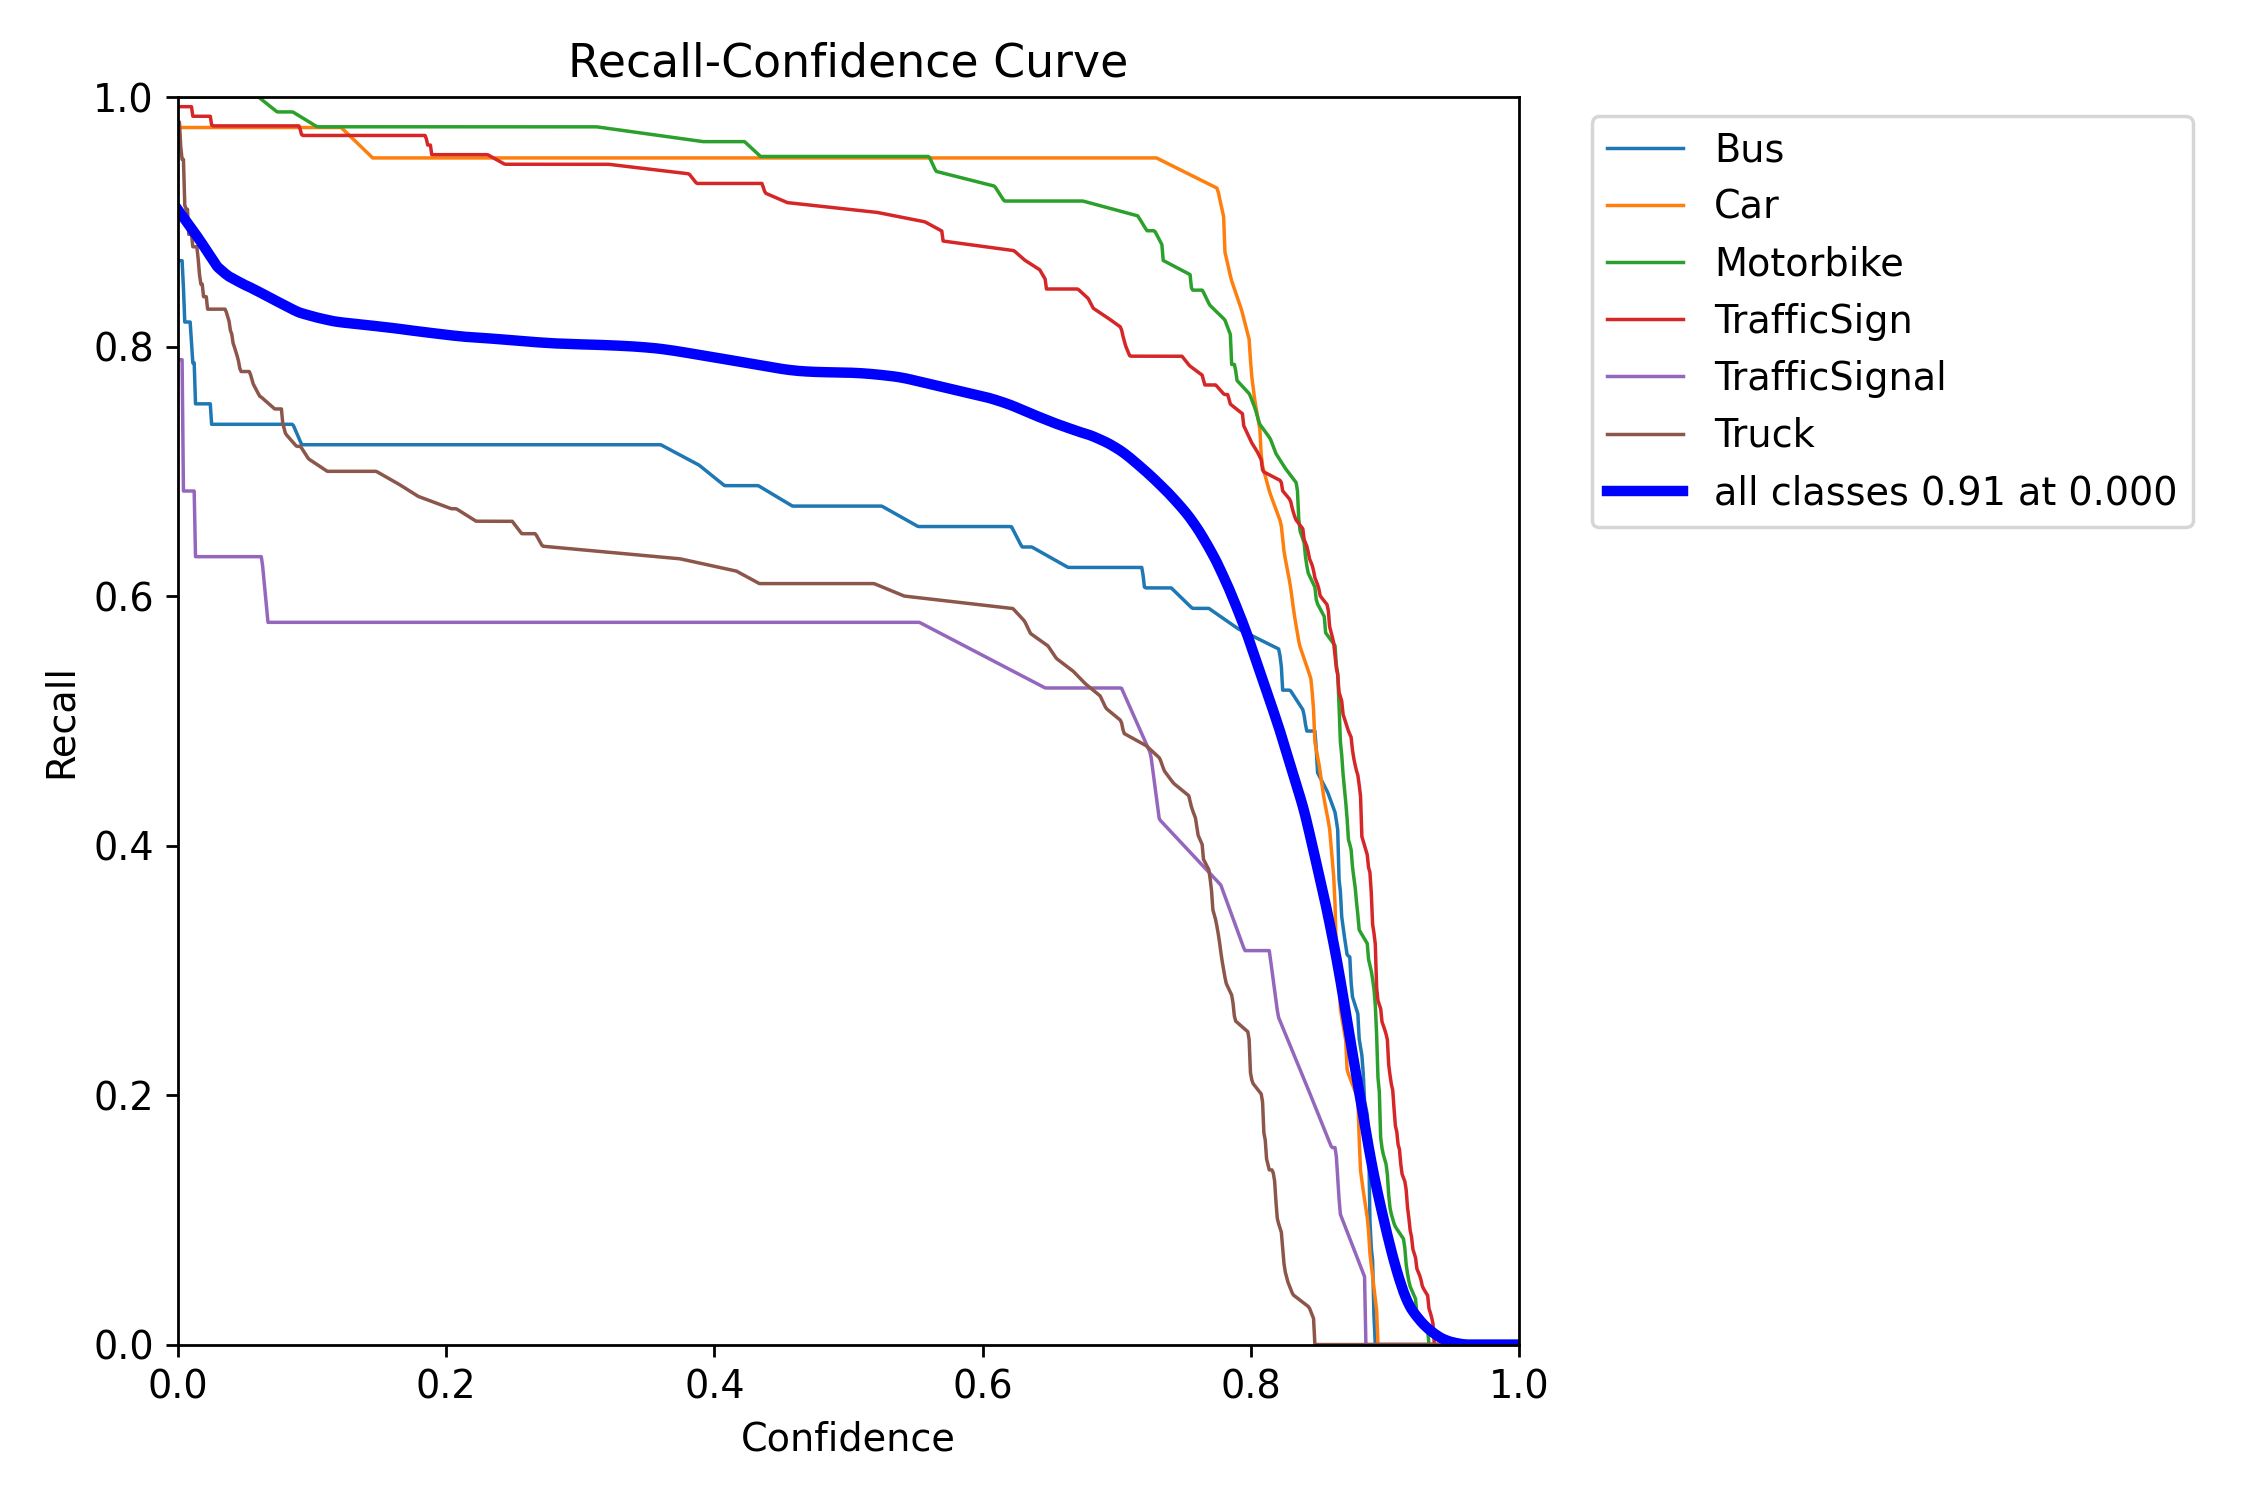 Recall-Confidence Curve
1.0
0.8
0.6
0.4
0.2
0.0
Recall
0.0 0.2 0.4 0.6 0.8 1.0
Confidence
Bus
Car
Motorbike
TrafficSign
TrafficSignal
Truck
all classes 0.91 at 0.000